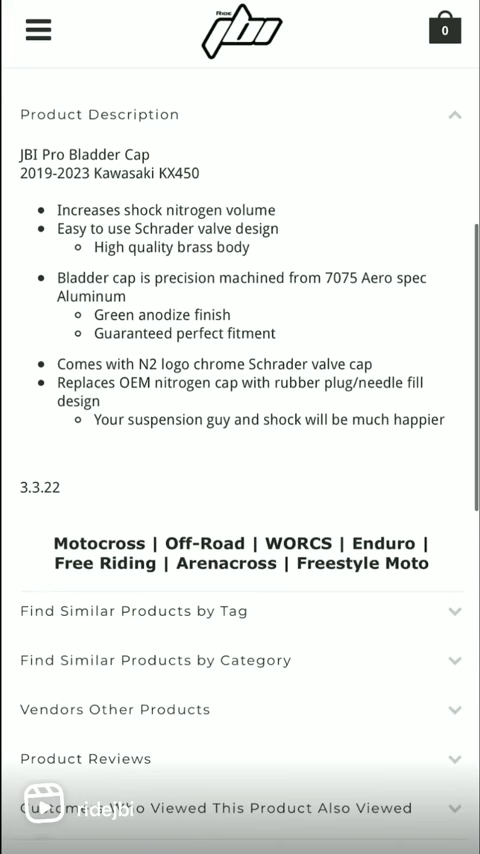 RIDE
JBI
0
Product Description
JBI Pro Bladder Cap
2019-2023 Kawasaki KX450
Increases shock nitrogen volume
Easy to use Schrader valve design
High quality brass body
Bladder cap is precision machined from 7075 Aero spec
Aluminum
Green anodize finish
Guaranteed perfect fitment
Comes with N2 logo chrome Schrader valve cap
Replaces OEM nitrogen cap with rubber plug/needle fill
design
Your suspension guy and shock will be much happier
3.3.22
Motocross | Off-Road | WORCS | Enduro |
Free Riding | Arenacross | Freestyle Moto
Find Similar Products by Tag
Find Similar Products by Category
Vendors Other Products
Product Reviews
Customers Who Viewed This Product Also Viewed
ridejbi